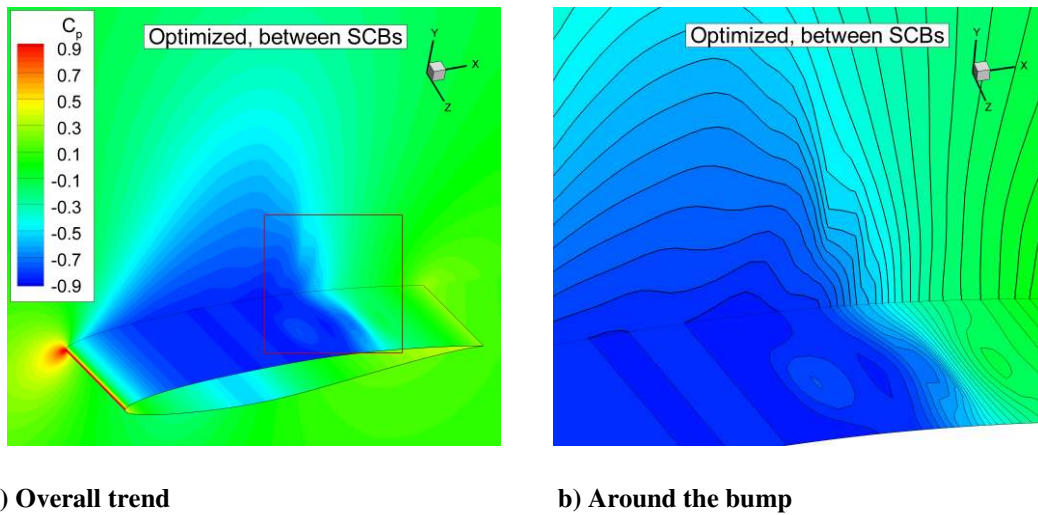 Cp
0.9
0.7
0.5
0.3
0.1
-0.1
-0.3
-0.5
-0.7
-0.9
Optimized, between SCBs
Y
X
Z
Optimized, between SCBs
Y
X
Z
) Overall trend
b) Around the bump